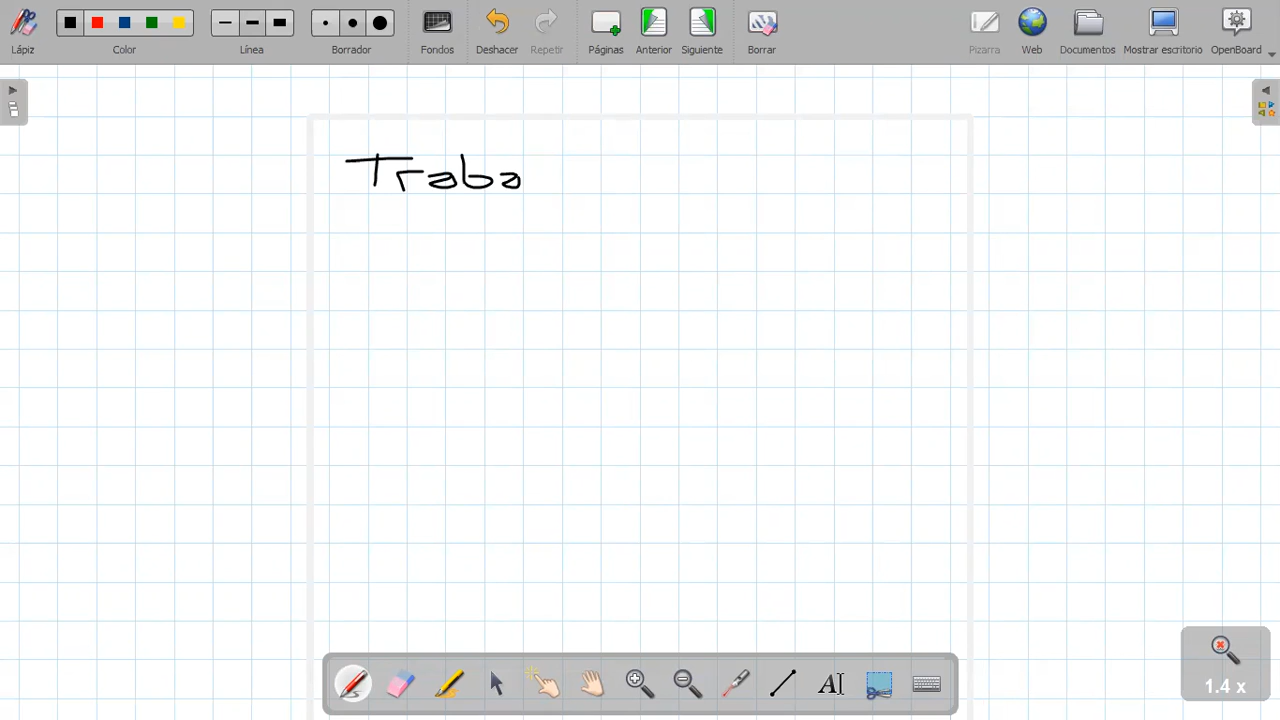 Lápiz Color Línea Borrador Fondos Deshacer Repetir Páginas Anterior Siguiente Borrar Pizarra Web Documentos Mostrar escritorio OpenBoard
Traba
1.4 x